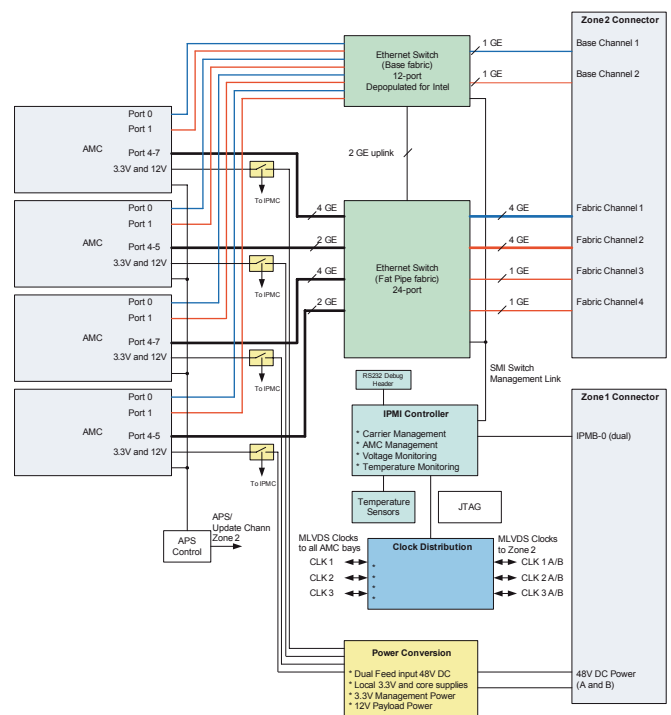 Zone2 Connector
Ethernet Switch
(Base fabric)
12-port
Depopulated for Intel
1 GE
Base Channel 1
1 GE
Base Channel 2
2 GE uplink
AMC
Port 0
Port 1
Port 4-7
3.3V and 12V
To IPMC
AMC
Port 0
Port 1
Port 4-5
3.3V and 12V
To IPMC
AMC
Port 0
Port 1
Port 4-7
3.3V and 12V
To IPMC
AMC
Port 0
Port 1
Port 4-5
3.3V and 12V
To IPMC
4 GE
2 GE
4 GE
2 GE
Ethernet Switch
(Fat Pipe fabric)
24-port
4 GE
Fabric Channel 1
4 GE
Fabric Channel 2
1 GE
Fabric Channel 3
1 GE
Fabric Channel 4
SMI Switch
Management Link
RS232 Debug
Header
Zone1 Connector
IPMI Controller
* Carrier Management
* AMC Management
* Voltage Monitoring
* Temperature Monitoring
IPMB-0 (dual)
Temperature
Sensors
JTAG
APS
Control
APS/
Update Chann
Zone 2
MLVDS Clocks
to all AMC bays
CLK 1
CLK 2
CLK 3
Clock Distribution
*
*
*
*
MLVDS Clocks
to Zone 2
CLK 1 A/B
CLK 2 A/B
CLK 3 A/B
Power Conversion
* Dual Feed input 48V DC
* Local 3.3V and core supplies
* 3.3V Management Power
* 12V Payload Power
48V DC Power
(A and B)